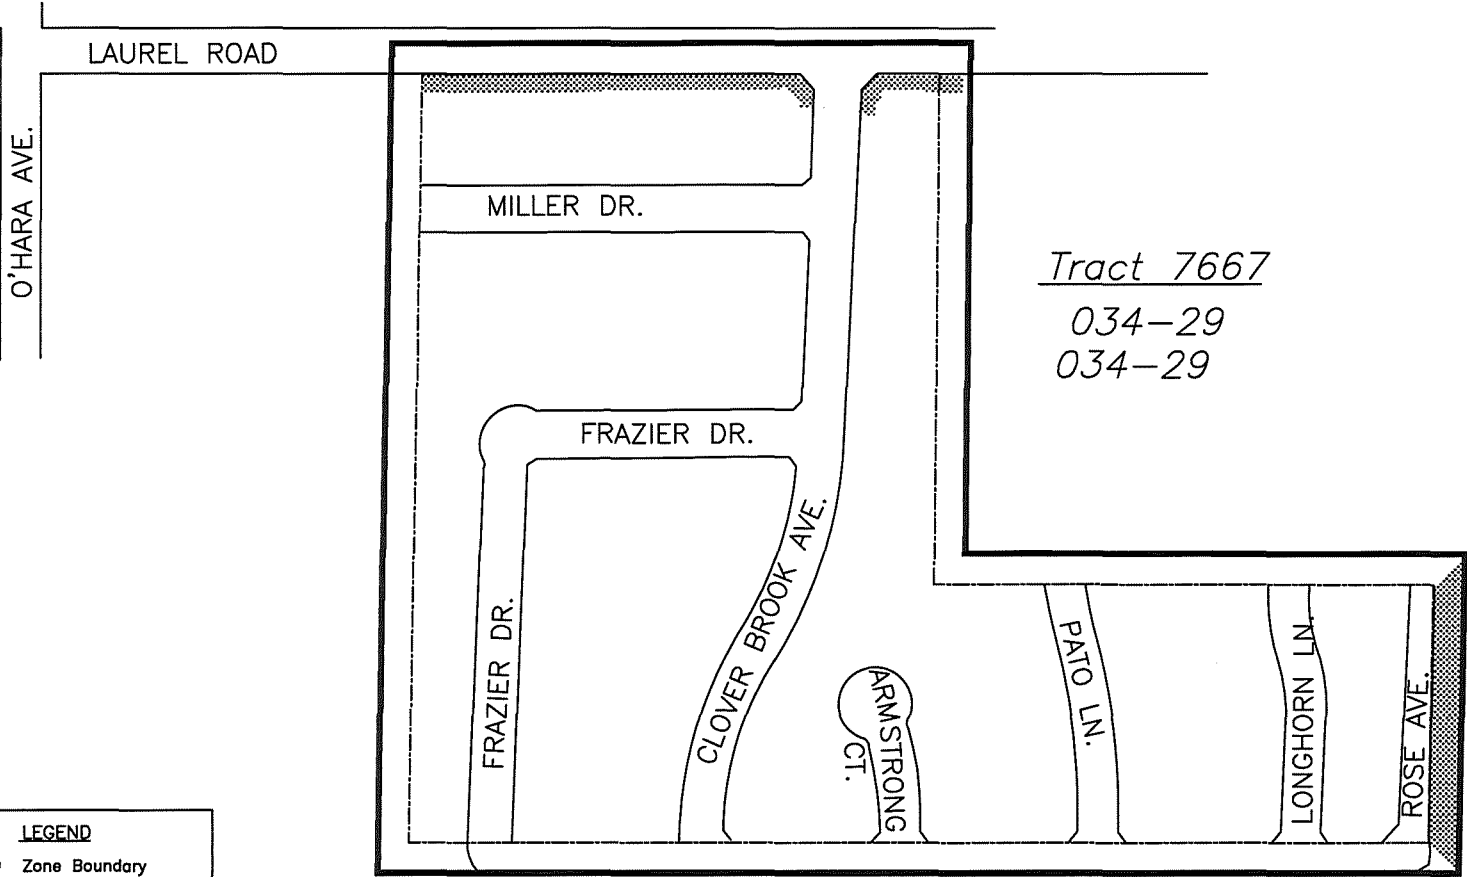 LAUREL ROAD
O'HARA AVE.
MILLER DR.
Tract 7667
034-29
034-29
FRAZIER DR.
CLOVER BROOK AVE.
FRAZIER DR.
ARMSTRONG
CT.
PATO LN.
LONGHORN LN.
ROSE AVE.
LEGEND
Zone Boundary